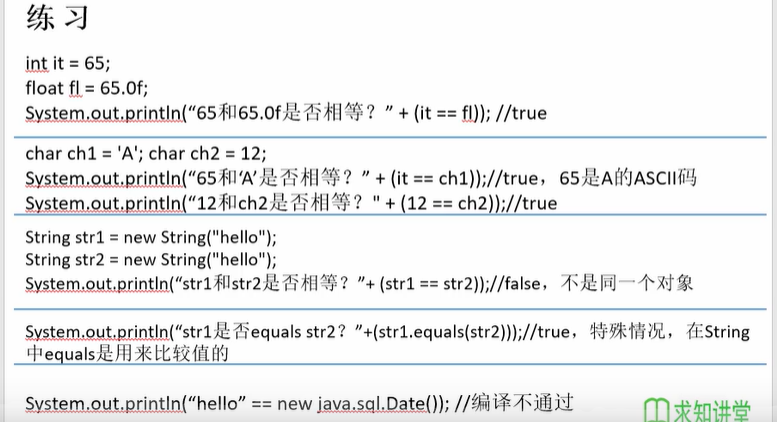 练习
int it = 65;
float fl = 65.0f;
System.out.println(“65和65.0f是否相等？” + (it == fl)); //true
char ch1 = 'A'; char ch2 = 12;
System.out.println(“65和‘A’是否相等？” + (it == ch1));//true，65是A的ASCII码
System.out.println(“12和ch2是否相等？" + (12 == ch2));//true
String str1 = new String("hello");
String str2 = new String("hello");
System.out.println(“str1和str2是否相等？”+ (str1 == str2));//false，不是同一个对象
System.out.println(“str1是否equals str2？”+(str1.equals(str2)));//true，特殊情况，在String
中equals是用来比较值的
System.out.println(“hello” == new java.sql.Date()); //编译不通过
求知讲堂